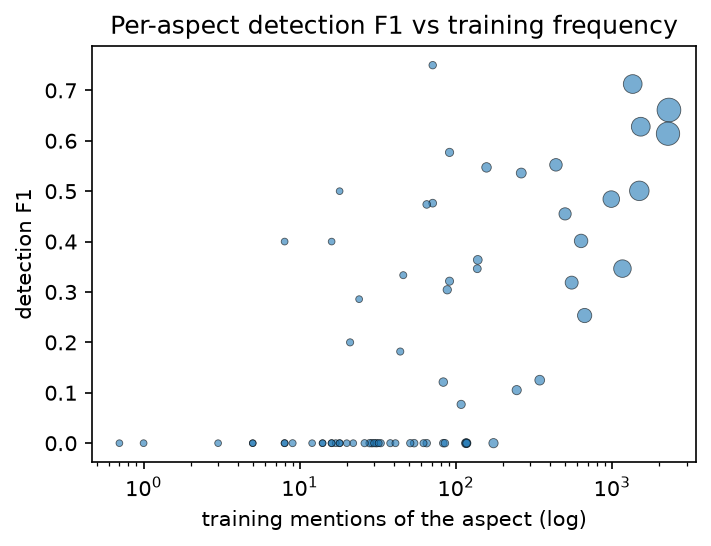 Per-aspect detection F1 vs training frequency
0.7
0.6
0.5
0.4
0.3
0.2
0.1
0.0
detection F1
10⁰ 10¹ 10² 10³
training mentions of the aspect (log)